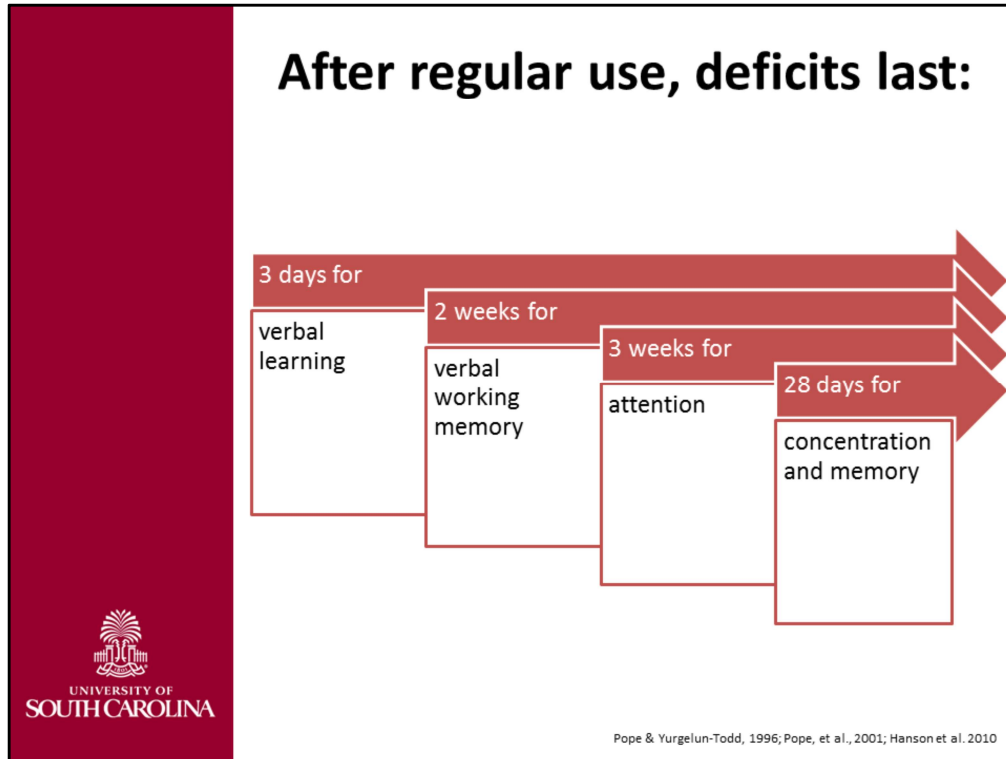 After regular use, deficits last:
3 days for
verbal
learning
2 weeks for
verbal
working
memory
3 weeks for
attention
28 days for
concentration
and memory
UNIVERSITY OF
SOUTH CAROLINA
Pope & Yurgelun-Todd, 1996; Pope, et al., 2001; Hanson et al. 2010